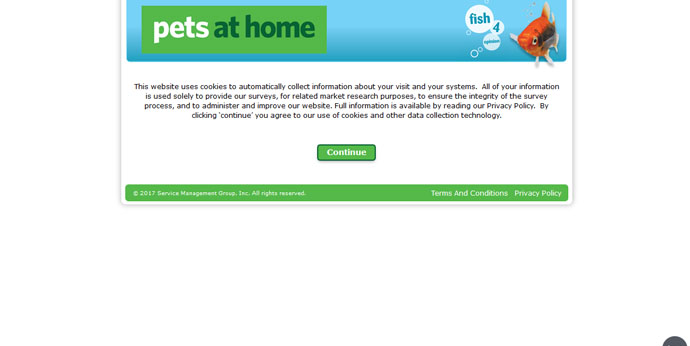 pets at home
fish
4
opinion
This website uses cookies to automatically collect information about your visit and your systems.  All of your information
is used solely to provide our surveys, for related market research purposes, to ensure the integrity of the survey
process, and to administer and improve our website. Full information is available by reading our Privacy Policy.  By
clicking 'continue' you agree to our use of cookies and other data collection technology.
Continue
© 2017 Service Management Group, Inc. All rights reserved.
Terms And Conditions   Privacy Policy